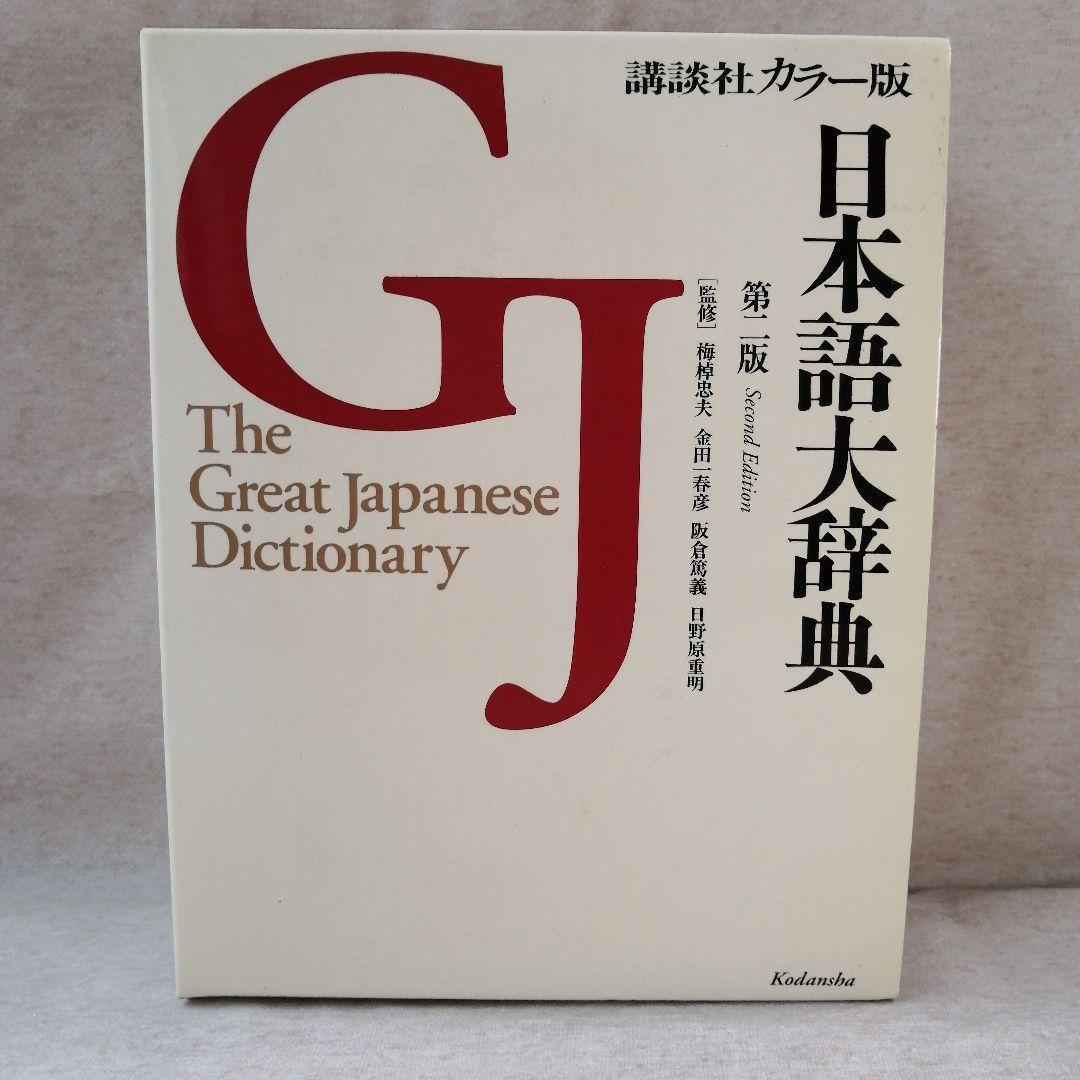 講談社カラー版
日本語大辞典
第二版 Second Edition
[監修] 梅棹忠夫 金田一春彦 阪倉篤義 日野原重明
GJ
The
Great Japanese
Dictionary
Kodansha